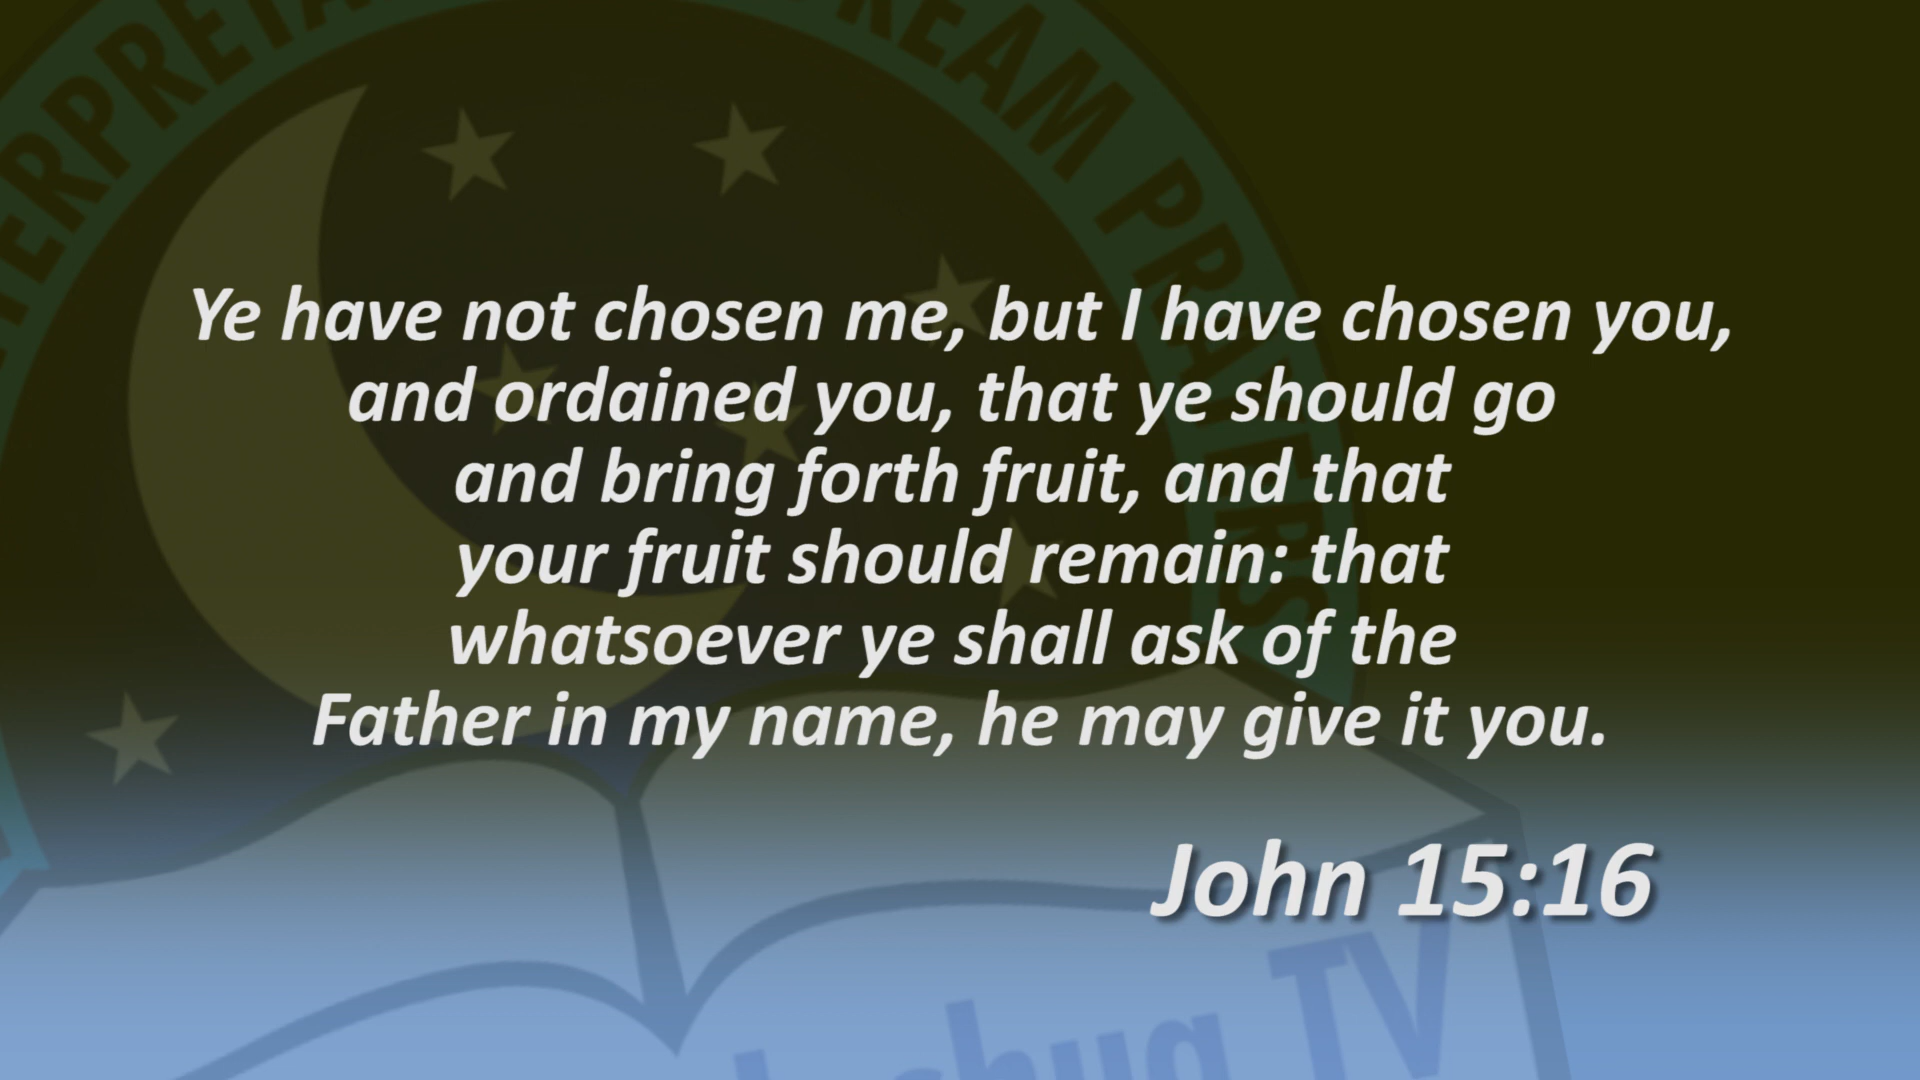 Ye have not chosen me, but I have chosen you,
and ordained you, that ye should go
and bring forth fruit, and that
your fruit should remain: that
whatsoever ye shall ask of the
Father in my name, he may give it you.
John 15:16
PRAYERS
TV